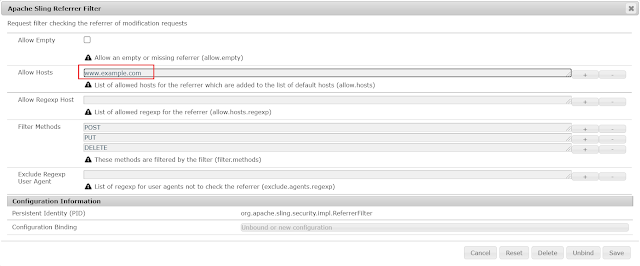 Apache Sling Referrer Filter
Request filter checking the referrer of modification requests
Allow Empty
Allow an empty or missing referrer (allow.empty)
Allow Hosts
www.example.com
+ -
List of allowed hosts for the referrer which are added to the list of default hosts (allow.hosts)
Allow Regexp Host
+ -
List of allowed regexp for the referrer (allow.hosts.regexp)
Filter Methods
POST
+ -
PUT
+ -
DELETE
+ -
These methods are filtered by the filter (filter.methods)
Exclude Regexp
User Agent
+ -
List of regexp for user agents not to check the referrer (exclude.agents.regexp)
Configuration Information
Persistent Identity (PID) org.apache.sling.security.impl.ReferrerFilter
Configuration Binding Unbound or new configuration
Cancel Reset Delete Unbind Save